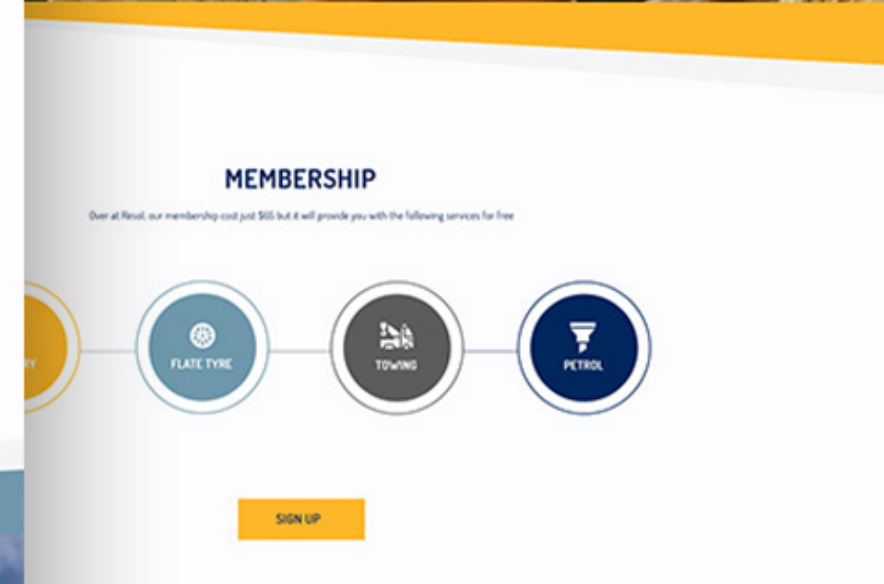 MEMBERSHIP
Over at Resol, our membership cost just $65 but it will provide you with the following services for free
RY
FLATE TYRE
TOWING
PETROL
SIGN UP